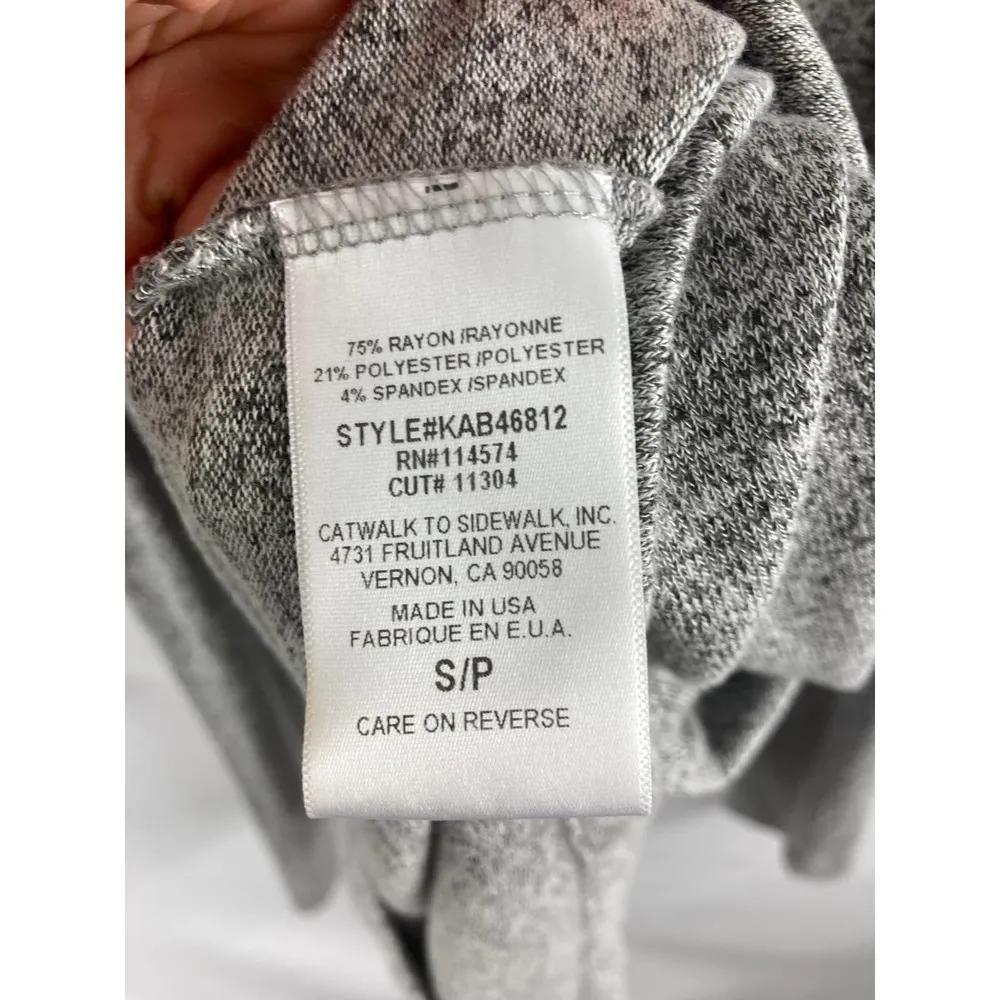 75% RAYON /RAYONNE
21% POLYESTER /POLYESTER
4% SPANDEX /SPANDEX
STYLE#KAB46812
RN#114574
CUT# 11304
CATWALK TO SIDEWALK, INC.
4731 FRUITLAND AVENUE
VERNON, CA 90058
MADE IN USA
FABRIQUE EN E.U.A.
S/P
CARE ON REVERSE